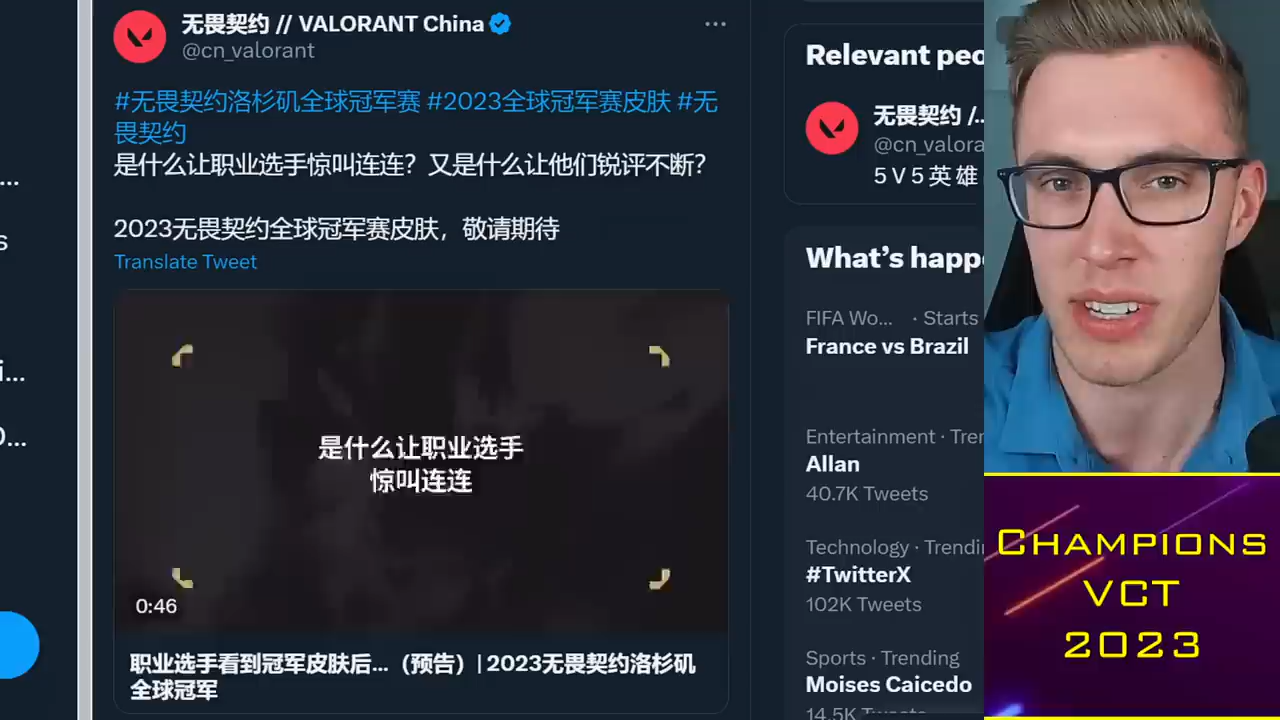 无畏契约 // VALORANT China
@cn_valorant
#无畏契约洛杉矶全球冠军赛 #2023全球冠军赛皮肤 #无
畏契约
是什么让职业选手惊叫连连？又是什么让他们锐评不断？
2023无畏契约全球冠军赛皮肤，敬请期待
Translate Tweet
是什么让职业选手
惊叫连连
0:46
职业选手看到冠军皮肤后...（预告）| 2023无畏契约洛杉矶
全球冠军
Relevant peo
无畏契约 /...
@cn_valora
5 V 5 英 雄
What's happe
FIFA Wo... · Starts
France vs Brazil
Entertainment · Tren
Allan
40.7K Tweets
Technology · Trendin
#TwitterX
102K Tweets
Sports · Trending
Moises Caicedo
14.5K Tweets
CHAMPIONS
VCT
2023